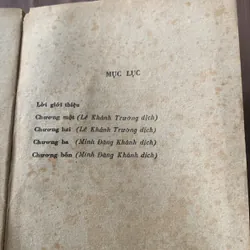 MỤC LỤC
Lời giới thiệu
Chương một (Lê Khánh Trường dịch)
Chương hai (Lê Khánh Trường dịch)
Chương ba (Minh Đăng Khánh dịch)
Chương bốn (Minh Đăng Khánh dịch)